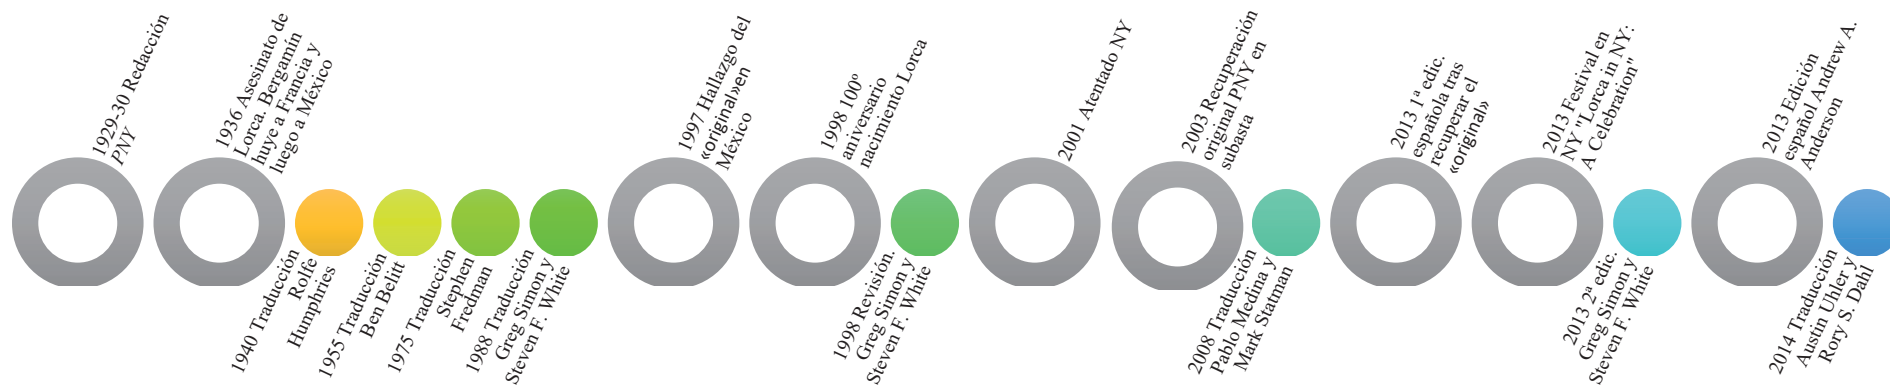 1929-30 Redacción
PNY
1936 Asesinato de
Lorca. Bergamín
huye a Francia y
luego a México
1940 Traducción
Rolfe
Humphries
1955 Traducción
Ben Belitt
1975 Traducción
Stephen
Fredman
1988 Traducción
Greg Simon y
Steven F. White
1997 Hallazgo del
«original»en
México
1998 100º
aniversario
nacimiento Lorca
1998 Revisión.
Greg Simon y
Steven F. White
2001 Atentado NY
2003 Recuperación
original PNY en
subasta
2008 Traducción
Pablo Medina y
Mark Statman
2013 1ª edic.
española tras
recuperar el
«original»
2013 Festival en
NY "Lorca in NY:
A Celebration"
2013 2ª edic.
Greg Simon y
Steven F. White
2013 Edición
español Andrew A.
Anderson
2014 Traducción
Austin Uhler y
Rory S. Dahl